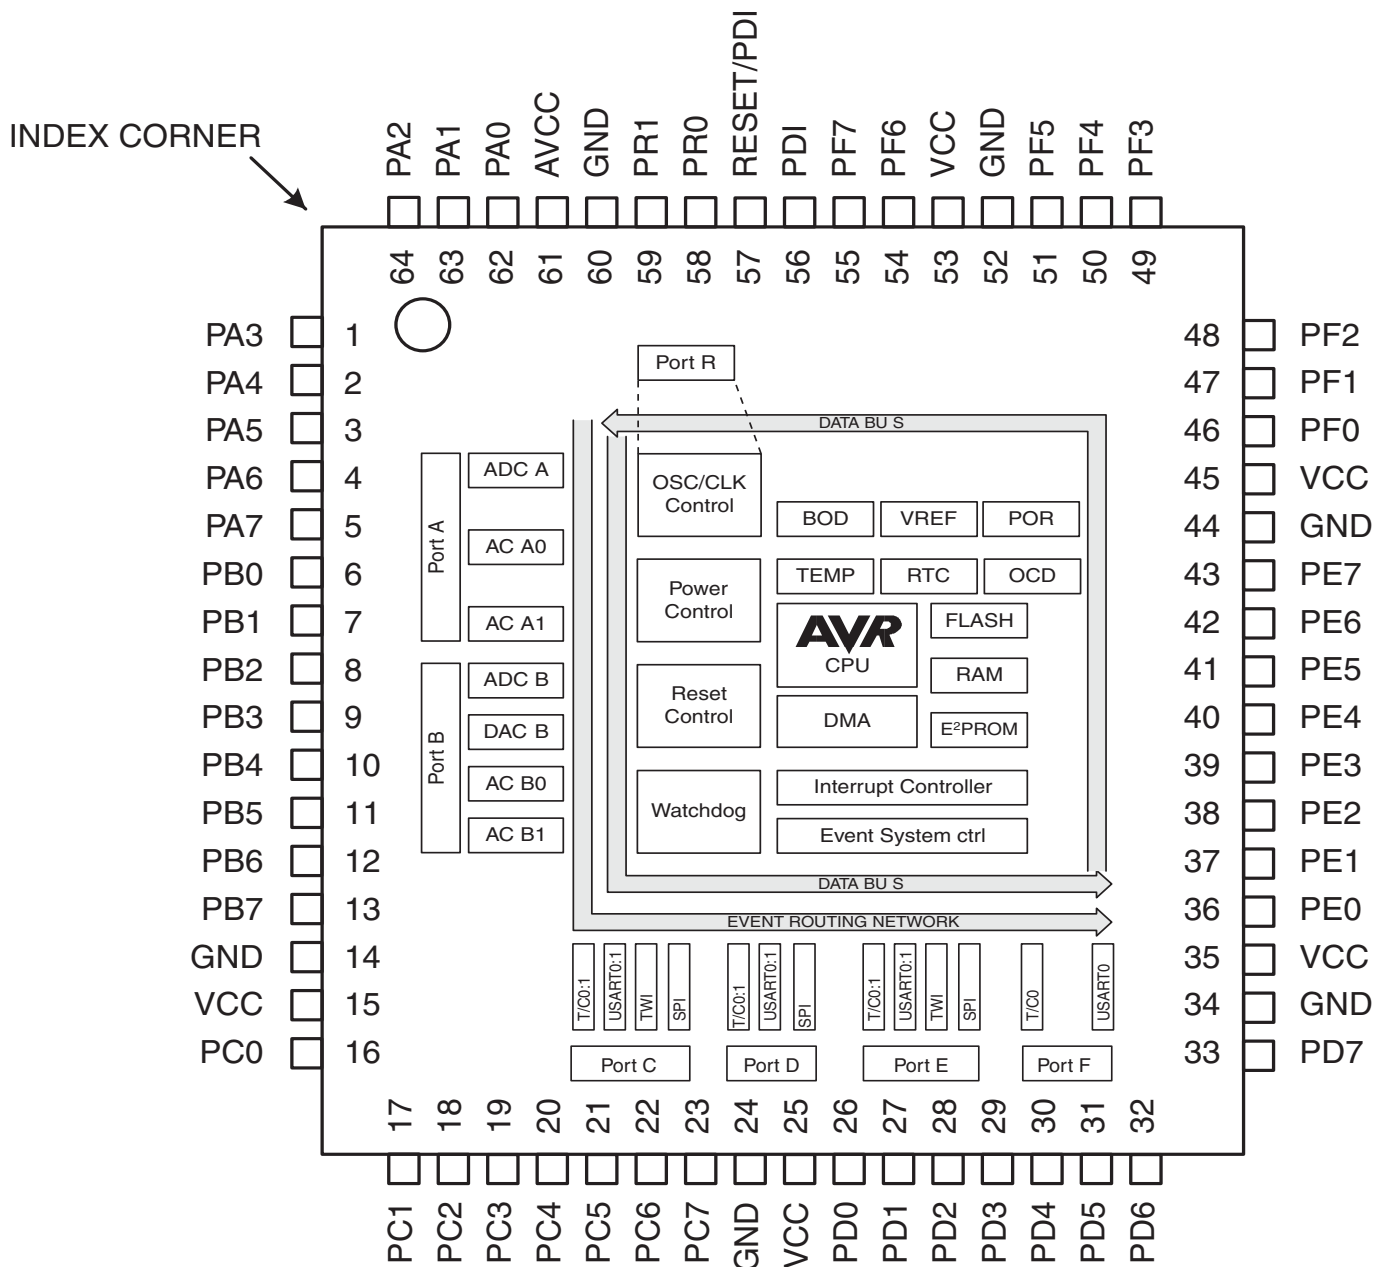 INDEX CORNER
PA2 PA1 PA0 AVCC GND PR1 PR0 RESET/PDI PDI PF7 PF6 VCC GND PF5 PF4 PF3
64 63 62 61 60 59 58 57 56 55 54 53 52 51 50 49
PA3 1
PA4 2
PA5 3
PA6 4
PA7 5
PB0 6
PB1 7
PB2 8
PB3 9
PB4 10
PB5 11
PB6 12
PB7 13
GND 14
VCC 15
PC0 16
Port R
DATA BU S
Port A
ADC A
AC A0
AC A1
Port B
ADC B
DAC B
AC B0
AC B1
OSC/CLK
Control
Power
Control
Reset
Control
Watchdog
BOD VREF POR
TEMP RTC OCD
AVR
CPU
FLASH
RAM
DMA
E²PROM
Interrupt Controller
Event System ctrl
DATA BU S
EVENT ROUTING NETWORK
T/C0:1 USART0:1 TWI SPI T/C0:1 USART0:1 SPI T/C0:1 USART0:1 TWI SPI T/C0 USART0
Port C Port D Port E Port F
48 PF2
47 PF1
46 PF0
45 VCC
44 GND
43 PE7
42 PE6
41 PE5
40 PE4
39 PE3
38 PE2
37 PE1
36 PE0
35 VCC
34 GND
33 PD7
17 18 19 20 21 22 23 24 25 26 27 28 29 30 31 32
PC1 PC2 PC3 PC4 PC5 PC6 PC7 GND VCC PD0 PD1 PD2 PD3 PD4 PD5 PD6